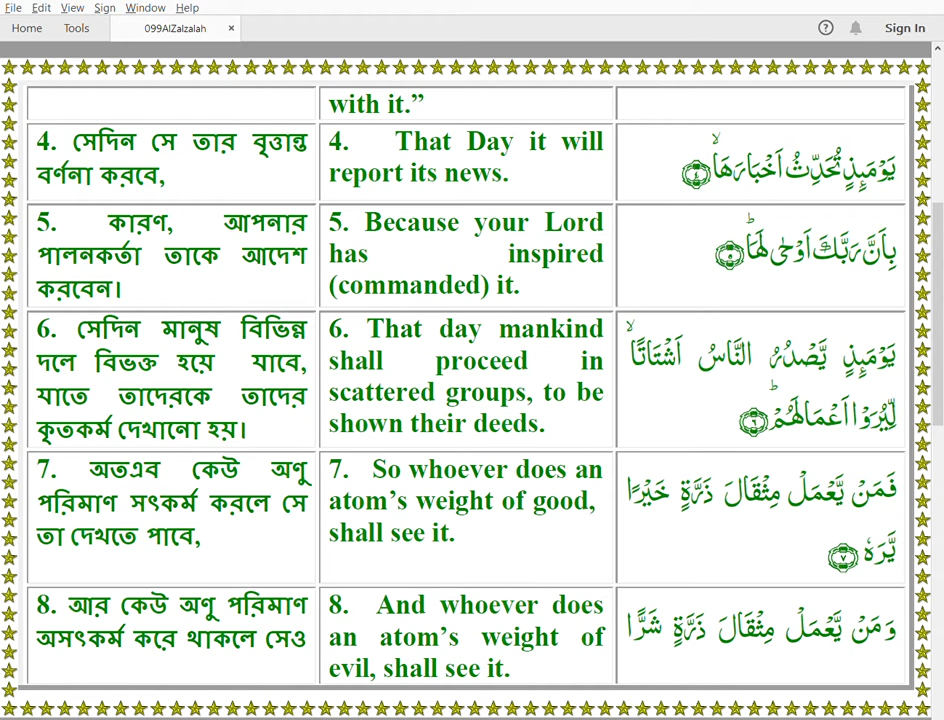 File Edit View Sign Window Help
Home Tools 099AlZalzalah × ? Sign In
with it.”
4. সেদিন সে তার বৃত্তান্ত
বর্ণনা করবে,
4. That Day it will
report its news.
يَوْمَىِٕذٍ تُحَدِّثُ اَخْبَارَهَاۙ ﴿٤﴾
5. কারণ, আপনার
পালনকর্তা তাকে আদেশ
করবেন।
5. Because your Lord
has inspired
(commanded) it.
بِاَنَّ رَبَّكَ اَوْحٰى لَهَاؕ ﴿٥﴾
6. সেদিন মানুষ বিভিন্ন
দলে বিভক্ত হয়ে যাবে,
যাতে তাদেরকে তাদের
কৃতকর্ম দেখানো হয়।
6. That day mankind
shall proceed in
scattered groups, to be
shown their deeds.
يَوْمَىِٕذٍ يَّصْدُرُ النَّاسُ اَشْتَاتًا ۙ
لِّيُرَوْا اَعْمَالَهُمْؕ ﴿٦﴾
7. অতএব কেউ অণু
পরিমাণ সৎকর্ম করলে সে
তা দেখতে পাবে,
7. So whoever does an
atom’s weight of good,
shall see it.
فَمَنْ يَّعْمَلْ مِثْقَالَ ذَرَّةٍ خَيْرًا
يَّرَهٗ ﴿٧﴾
8. আর কেউ অণু পরিমাণ
অসৎকর্ম করে থাকলে সেও
8. And whoever does
an atom’s weight of
evil, shall see it.
وَمَنْ يَّعْمَلْ مِثْقَالَ ذَرَّةٍ شَرًّا